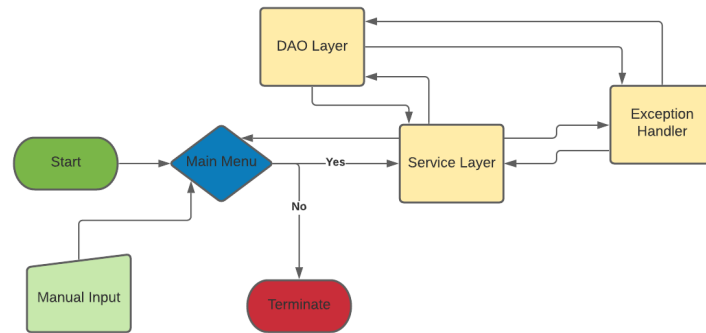 DAO Layer
Exception
Handler
Start
Main Menu
Yes
Service Layer
No
Manual Input
Terminate